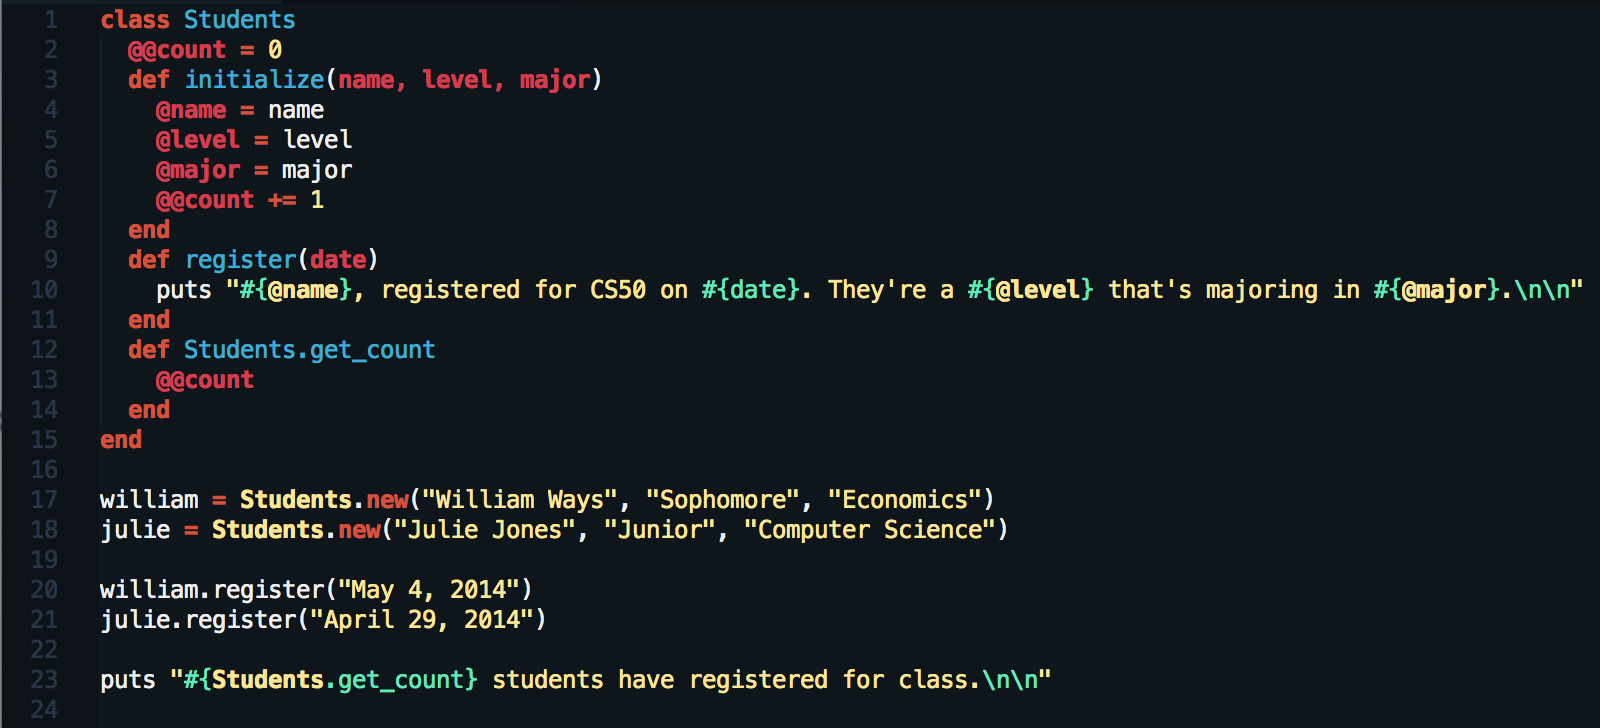 1 class Students
2   @@count = 0
3   def initialize(name, level, major)
4     @name = name
5     @level = level
6     @major = major
7     @@count += 1
8   end
9   def register(date)
10     puts "#{@name}, registered for CS50 on #{date}. They're a #{@level} that's majoring in #{@major}.\n\n"
11   end
12   def Students.get_count
13     @@count
14   end
15 end
16
17 william = Students.new("William Ways", "Sophomore", "Economics")
18 julie = Students.new("Julie Jones", "Junior", "Computer Science")
19
20 william.register("May 4, 2014")
21 julie.register("April 29, 2014")
22
23 puts "#{Students.get_count} students have registered for class.\n\n"
24